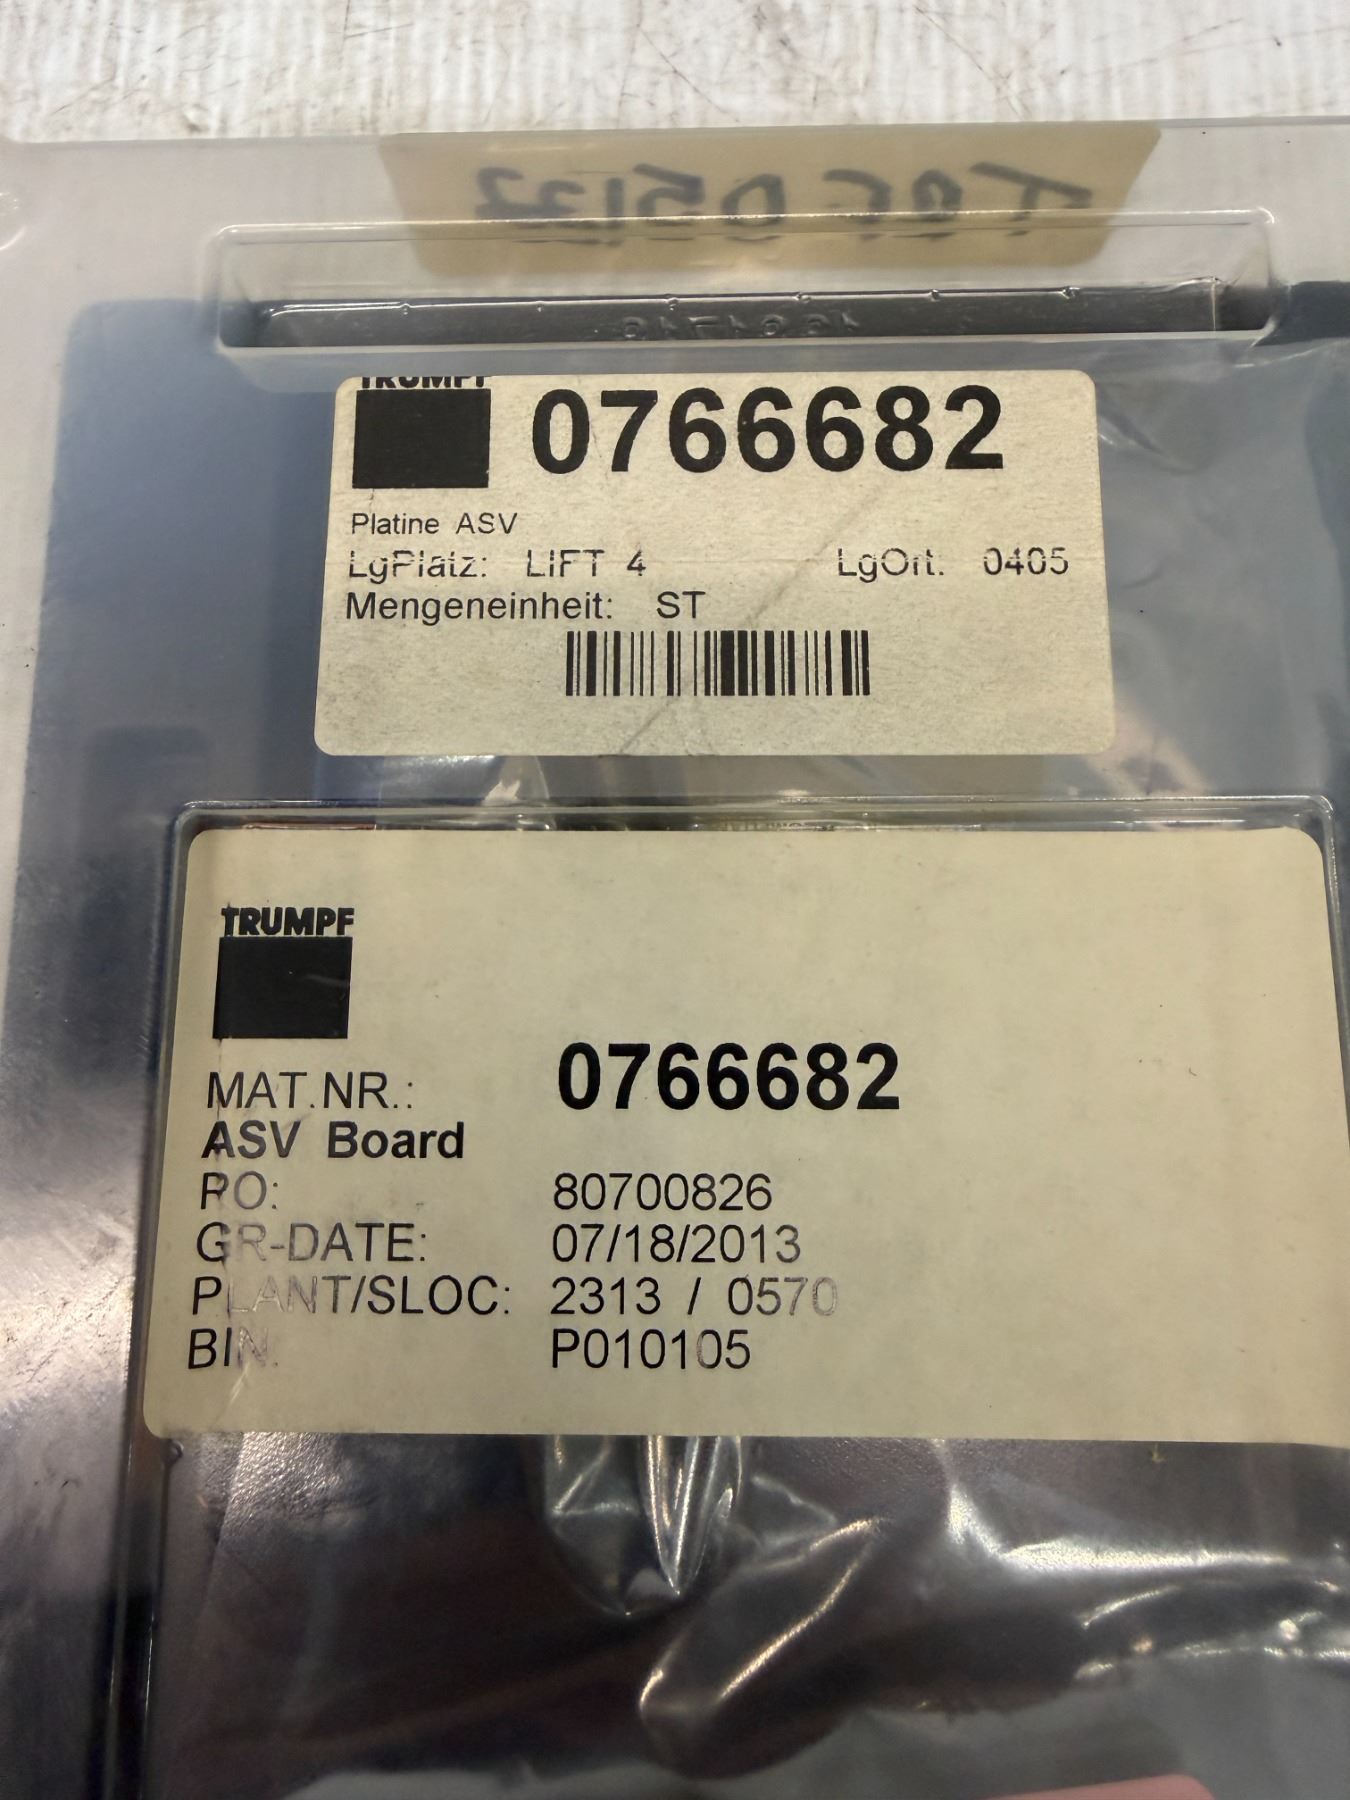 TRUMPF
0766682
Platine ASV
LgPlatz: LIFT 4 LgOrt: 0405
Mengeneinheit: ST
TRUMPF
MAT.NR.: 0766682
ASV Board
PO: 80700826
GR-DATE: 07/18/2013
PLANT/SLOC: 2313 / 0570
BIN: P010105